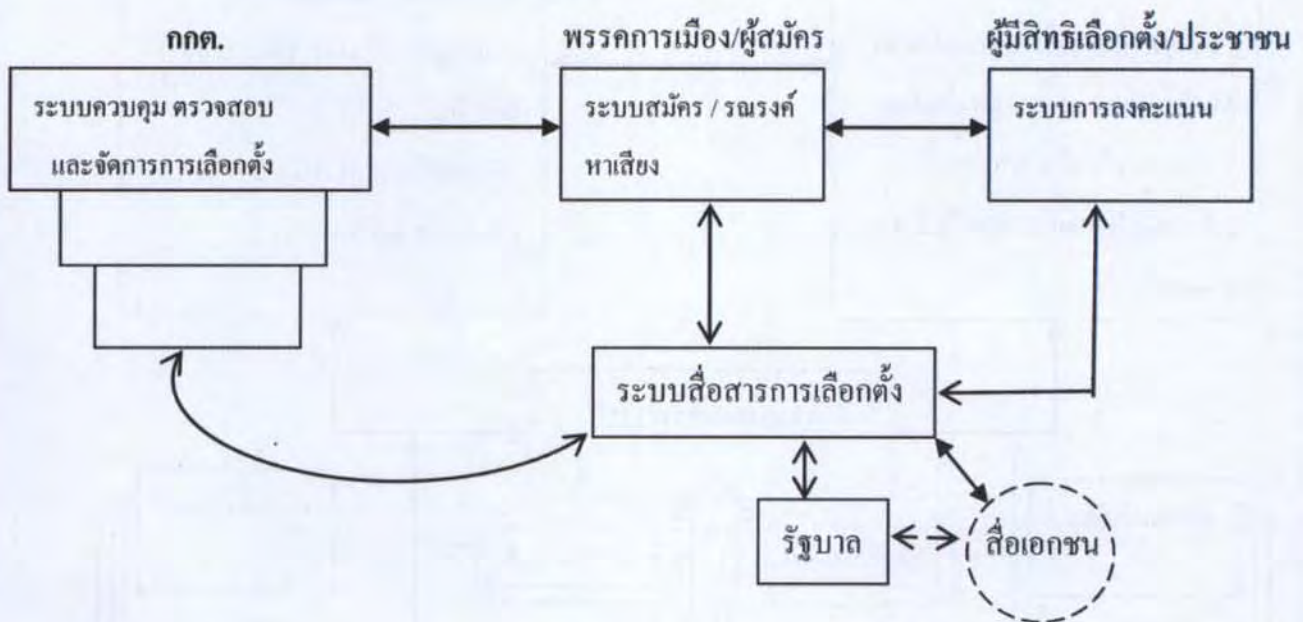 กกต.
พรรคการเมือง/ผู้สมัคร
ผู้มีสิทธิเลือกตั้ง/ประชาชน
ระบบควบคุม ตรวจสอบ
และจัดการการเลือกตั้ง
ระบบสมัคร / รณรงค์
หาเสียง
ระบบการลงคะแนน
ระบบสื่อสารการเลือกตั้ง
รัฐบาล
สื่อเอกชน